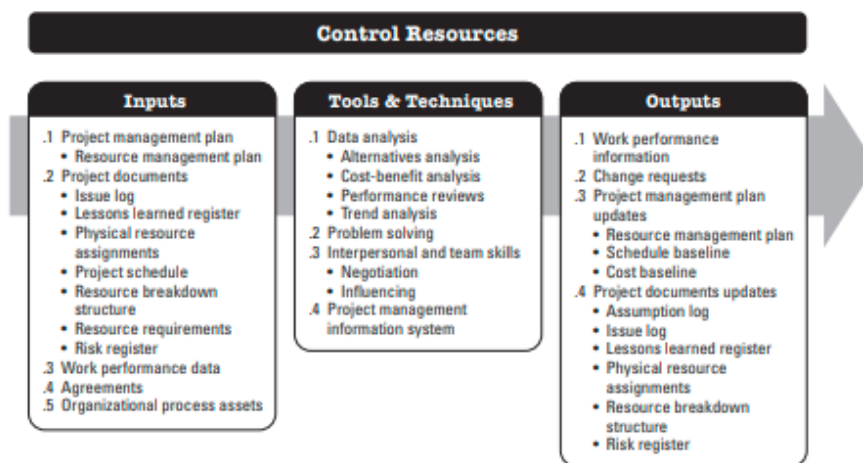 Control Resources
Inputs
.1 Project management plan
• Resource management plan
.2 Project documents
• Issue log
• Lessons learned register
• Physical resource
assignments
• Project schedule
• Resource breakdown
structure
• Resource requirements
• Risk register
.3 Work performance data
.4 Agreements
.5 Organizational process assets
Tools & Techniques
.1 Data analysis
• Alternatives analysis
• Cost-benefit analysis
• Performance reviews
• Trend analysis
.2 Problem solving
.3 Interpersonal and team skills
• Negotiation
• Influencing
.4 Project management
information system
Outputs
.1 Work performance
information
.2 Change requests
.3 Project management plan
updates
• Resource management plan
• Schedule baseline
• Cost baseline
.4 Project documents updates
• Assumption log
• Issue log
• Lessons learned register
• Physical resource
assignments
• Resource breakdown
structure
• Risk register